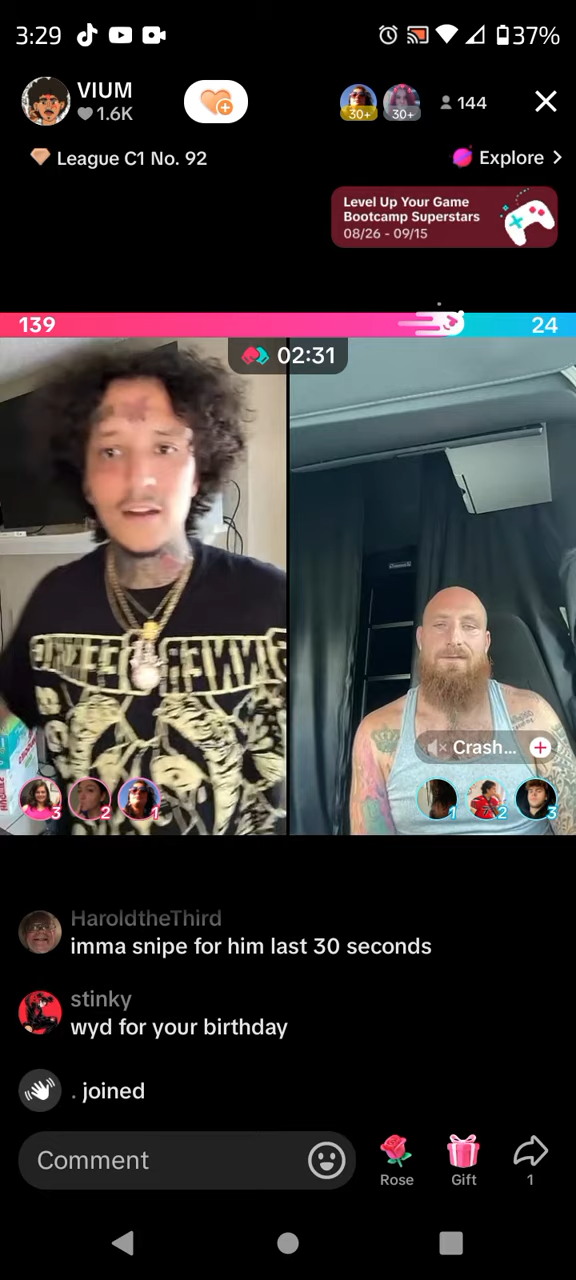 3:29
37%
VIUM
1.6K
30+
30+
144
League C1 No. 92
Explore >
Level Up Your Game
Bootcamp Superstars
08/26 - 09/15
139
24
02:31
Crash...
3
2
1
1
2
3
HaroldtheThird
imma snipe for him last 30 seconds
stinky
wyd for your birthday
. joined
Comment
Rose
Gift
1